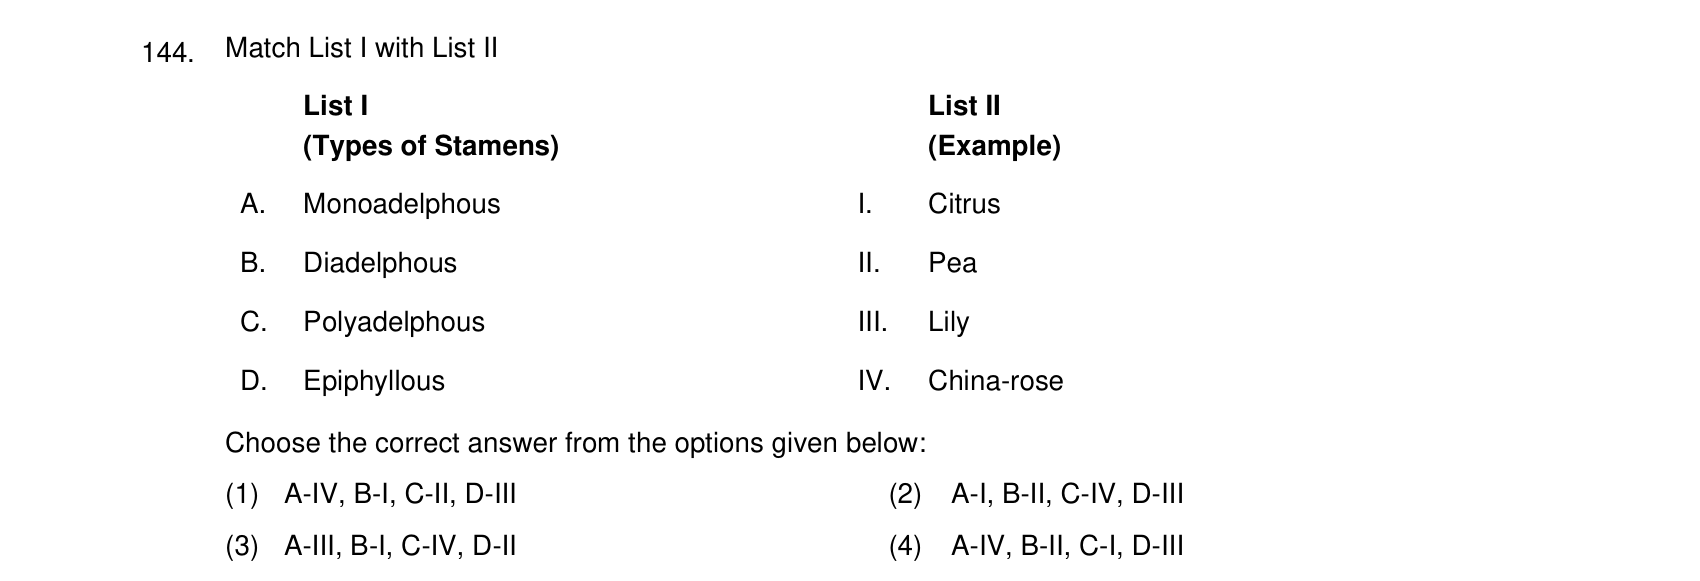 144. Match List I with List II
List I List II
(Types of Stamens) (Example)
A. Monoadelphous I. Citrus
B. Diadelphous II. Pea
C. Polyadelphous III. Lily
D. Epiphyllous IV. China-rose
Choose the correct answer from the options given below:
(1) A-IV, B-I, C-II, D-III (2) A-I, B-II, C-IV, D-III
(3) A-III, B-I, C-IV, D-II (4) A-IV, B-II, C-I, D-III